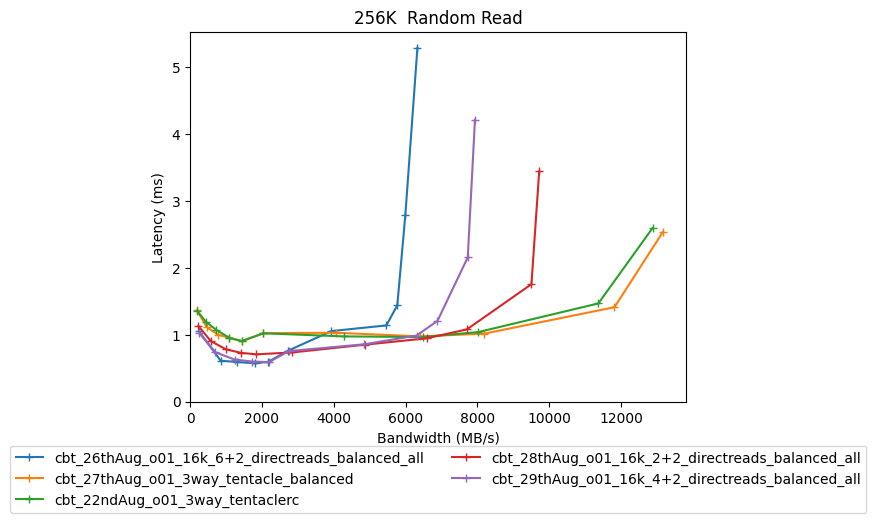 256K  Random Read
5
4
3
2
1
0
Latency (ms)
0 2000 4000 6000 8000 10000 12000
Bandwidth (MB/s)
cbt_26thAug_o01_16k_6+2_directreads_balanced_all
cbt_27thAug_o01_3way_tentacle_balanced
cbt_22ndAug_o01_3way_tentaclerc
cbt_28thAug_o01_16k_2+2_directreads_balanced_all
cbt_29thAug_o01_16k_4+2_directreads_balanced_all